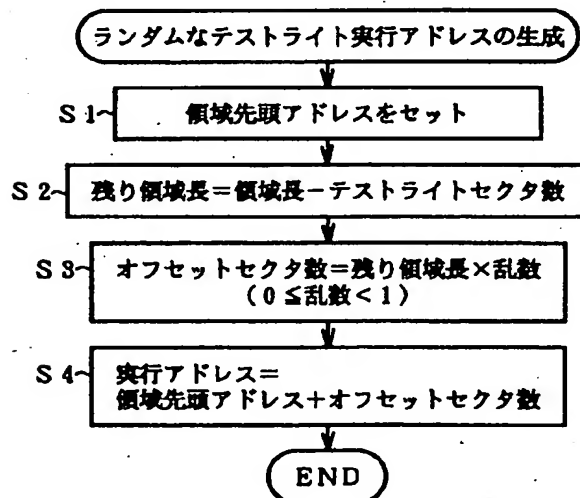 ランダムなテストライト実行アドレスの生成
S1 領域先頭アドレスをセット
S2 残り領域長=領域長-テストライトセクタ数
S3 オフセットセクタ数=残り領域長×乱数
(0≦乱数<1)
S4 実行アドレス=
領域先頭アドレス+オフセットセクタ数
END